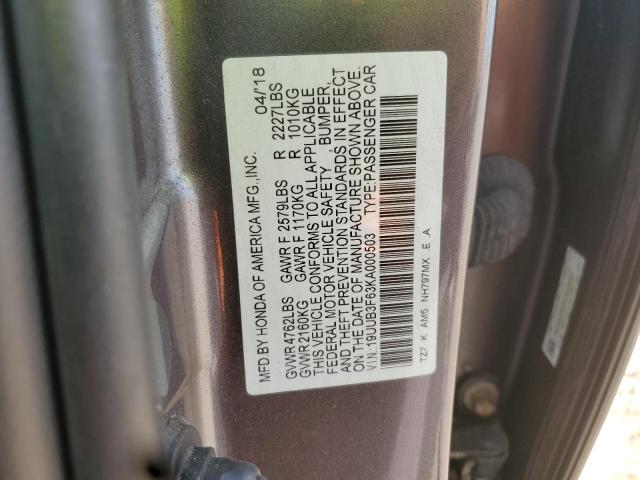 MFD.BY HONDA OF AMERICA MFG.,INC. 04/'18
GVWR 4762LBS GAWR F 2579LBS R 2227LBS
GVWR 2160KG GAWR F 1170KG R 1010KG
THIS VEHICLE CONFORMS TO ALL APPLICABLE
FEDERAL MOTOR VEHICLE SAFETY , BUMPER,
AND THEFT PREVENTION STANDARDS IN EFFECT
ON THE DATE OF MANUFACTURE SHOWN ABOVE.
V.I.N.:19UUB3F63KA000503 TYPE:PASSENGER CAR
TZ7 K AM5 NH797MX .E .A